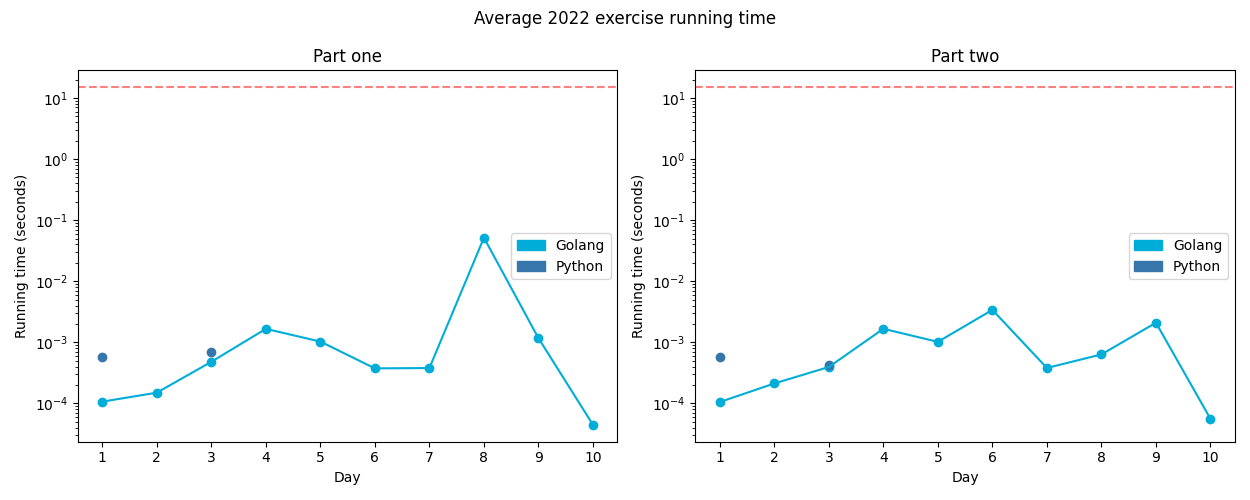 Average 2022 exercise running time
Part one
Running time (seconds)
10¹
10⁰
10⁻¹
10⁻²
10⁻³
10⁻⁴
Golang
Python
1 2 3 4 5 6 7 8 9 10
Day
Part two
Running time (seconds)
10¹
10⁰
10⁻¹
10⁻²
10⁻³
10⁻⁴
Golang
Python
1 2 3 4 5 6 7 8 9 10
Day